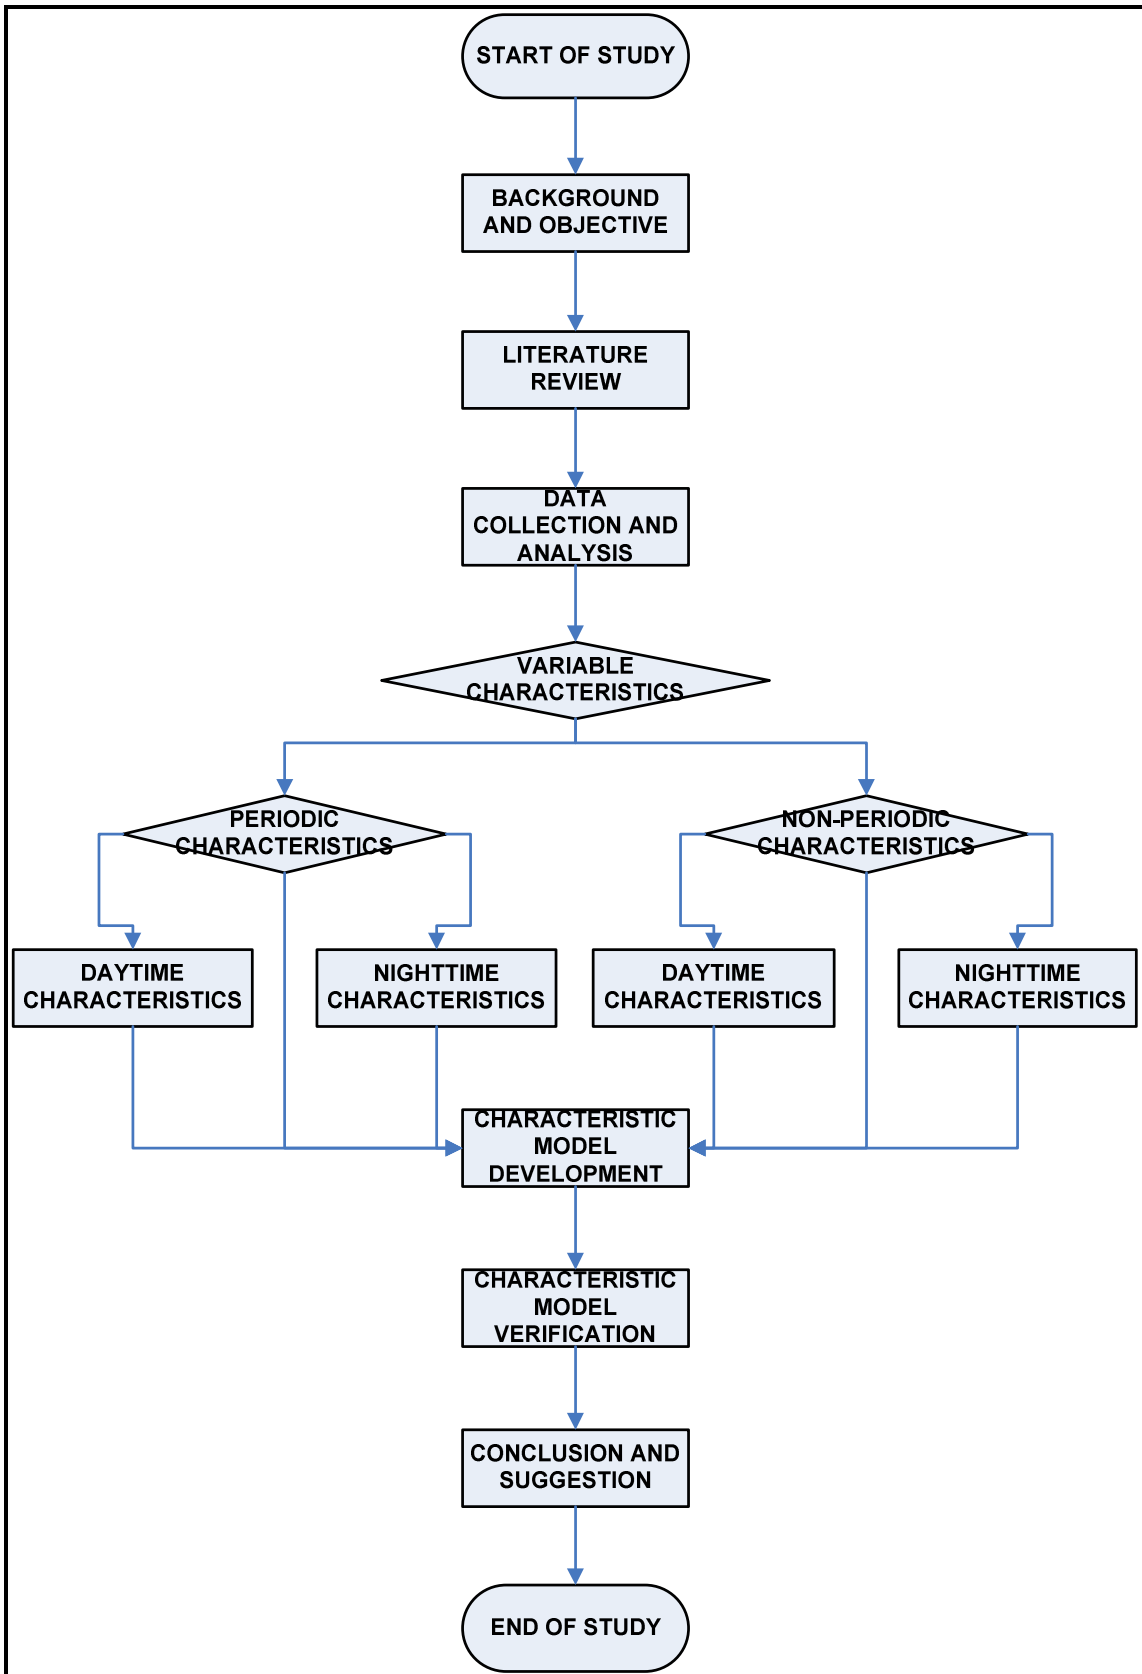 START OF STUDY
BACKGROUND
AND OBJECTIVE
LITERATURE
REVIEW
DATA
COLLECTION AND
ANALYSIS
VARIABLE
CHARACTERISTICS
PERIODIC
CHARACTERISTICS
NON-PERIODIC
CHARACTERISTICS
DAYTIME
CHARACTERISTICS
NIGHTTIME
CHARACTERISTICS
DAYTIME
CHARACTERISTICS
NIGHTTIME
CHARACTERISTICS
CHARACTERISTIC
MODEL
DEVELOPMENT
CHARACTERISTIC
MODEL
VERIFICATION
CONCLUSION AND
SUGGESTION
END OF STUDY